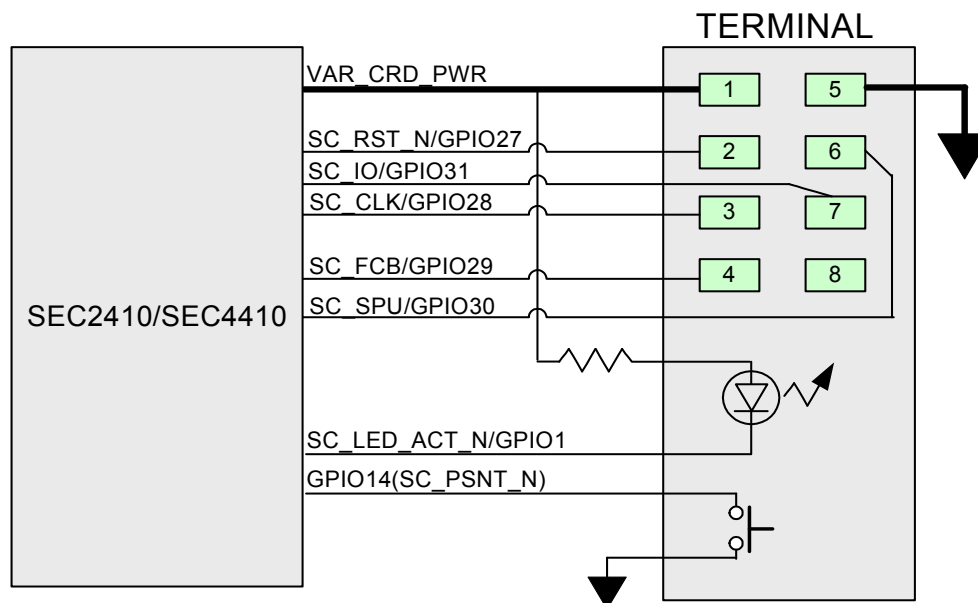 TERMINAL
VAR_CRD_PWR
1
5
SC_RST_N/GPIO27
2
6
SC_IO/GPIO31
SC_CLK/GPIO28
3
7
SC_FCB/GPIO29
4
8
SEC2410/SEC4410
SC_SPU/GPIO30
SC_LED_ACT_N/GPIO1
GPIO14(SC_PSNT_N)